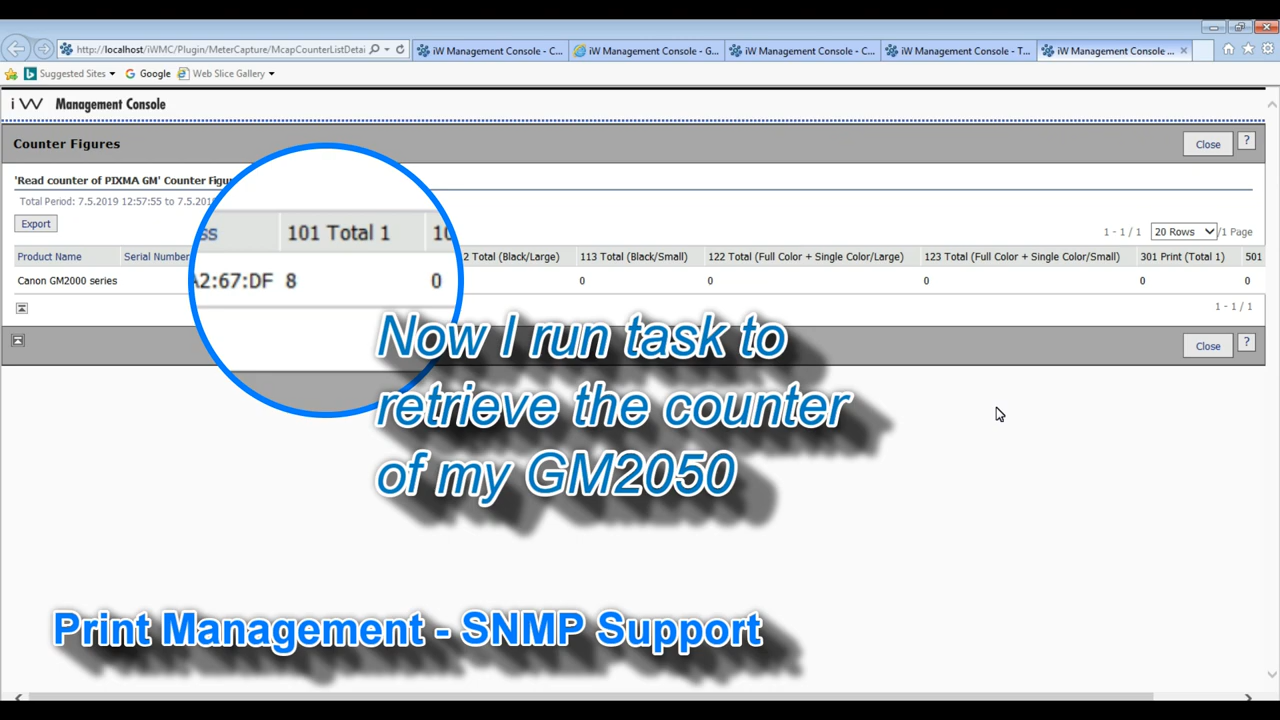 http://localhost/iWMC/Plugin/MeterCapture/McapCounterListDetai
iW Management Console - C...
iW Management Console - G...
iW Management Console - C...
iW Management Console - T...
iW Management Console ...
Suggested Sites
Google
Web Slice Gallery
iW Management Console
Counter Figures
Close
?
'Read counter of PIXMA GM' Counter Figu
Total Period: 7.5.2019 12:57:55 to 7.5.201
Export
1 - 1 / 1
20 Rows
/1 Page
Product Name Serial Number ss 101 Total 1 10 2 Total (Black/Large) 113 Total (Black/Small) 122 Total (Full Color + Single Color/Large) 123 Total (Full Color + Single Color/Small) 301 Print (Total 1) 501
Canon GM2000 series A2:67:DF 8 0 0 0 0 0 0
1 - 1 / 1
Close
?
Now I run task to
retrieve the counter
of my GM2050
Print Management - SNMP Support